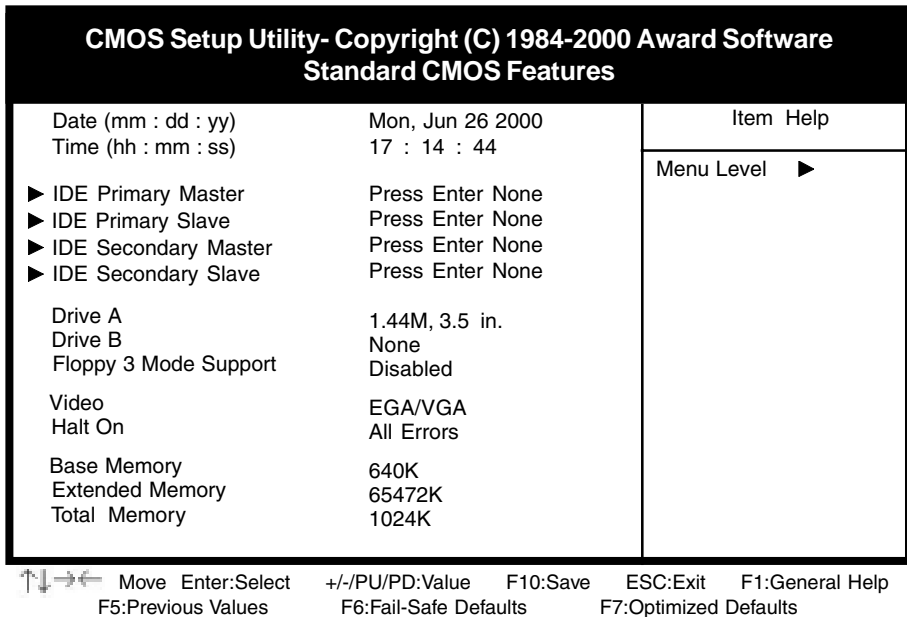 CMOS Setup Utility- Copyright (C) 1984-2000 Award Software
Standard CMOS Features
Date (mm : dd : yy) Mon, Jun 26 2000
Time (hh : mm : ss) 17 : 14 : 44
▶ IDE Primary Master Press Enter None
▶ IDE Primary Slave Press Enter None
▶ IDE Secondary Master Press Enter None
▶ IDE Secondary Slave Press Enter None
Drive A 1.44M, 3.5 in.
Drive B None
Floppy 3 Mode Support Disabled
Video EGA/VGA
Halt On All Errors
Base Memory 640K
Extended Memory 65472K
Total Memory 1024K
Item Help
Menu Level ▶
↑↓→← Move Enter:Select +/-/PU/PD:Value F10:Save ESC:Exit F1:General Help
F5:Previous Values F6:Fail-Safe Defaults F7:Optimized Defaults